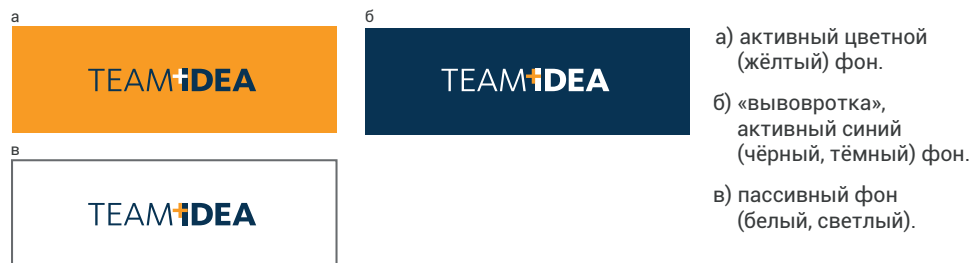 а
TEAM+IDEA
б
TEAM+IDEA
в
TEAM+IDEA
а) активный цветной
(жёлтый) фон.
б) «вывовротка»,
активный синий
(чёрный, тёмный) фон.
в) пассивный фон
(белый, светлый).